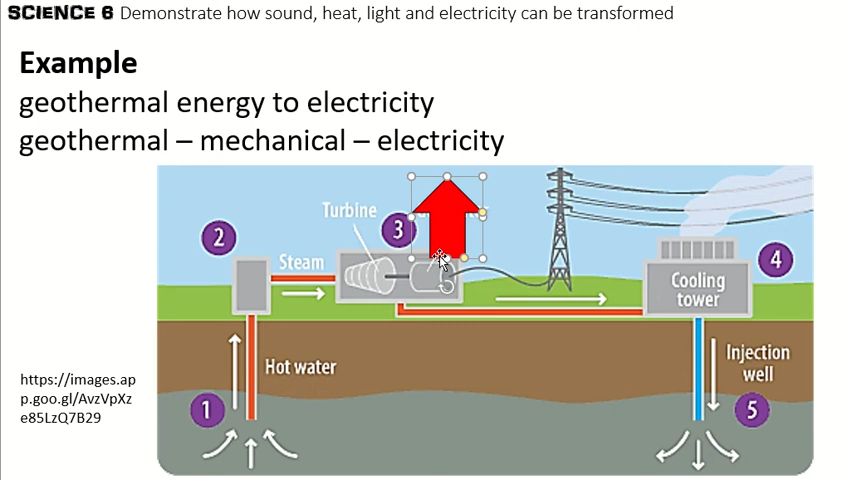 SCIENCE 6 Demonstrate how sound, heat, light and electricity can be transformed
Example
geothermal energy to electricity
geothermal – mechanical – electricity
Turbine
3
2
Steam
4
Cooling
tower
Hot water
Injection
well
https://images.ap
p.goo.gl/AvzVpXz
e85LzQ7B29
1
5